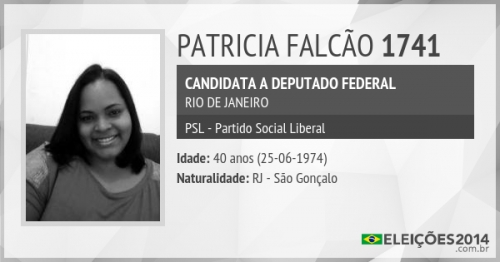 PATRICIA FALCÃO 1741
CANDIDATA A DEPUTADO FEDERAL
RIO DE JANEIRO
PSL - Partido Social Liberal
Idade: 40 anos (25-06-1974)
Naturalidade: RJ - São Gonçalo
ELEIÇÕES2014
.com.br